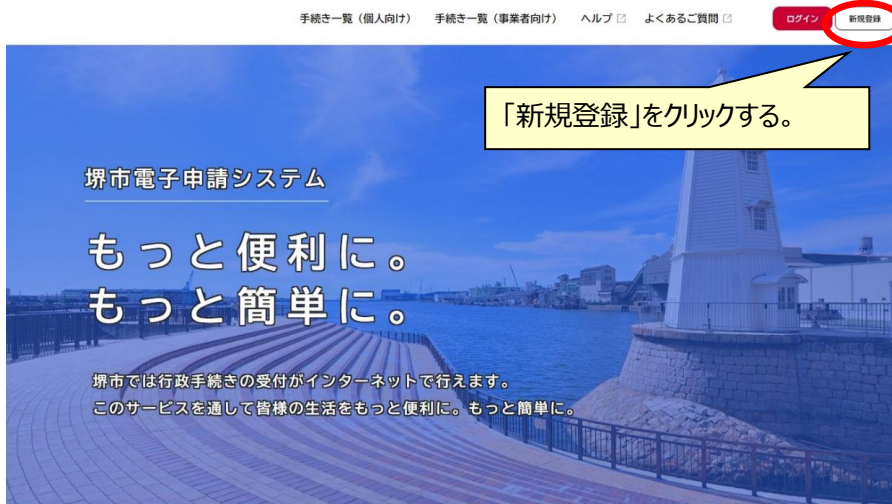 手続き一覧（個人向け） 手続き一覧（事業者向け） ヘルプ よくあるご質問 ログイン 新規登録
「新規登録」をクリックする。
堺市電子申請システム
もっと便利に。
もっと簡単に。
堺市では行政手続きの受付がインターネットで行えます。
このサービスを通して皆様の生活をもっと便利に。もっと簡単に。